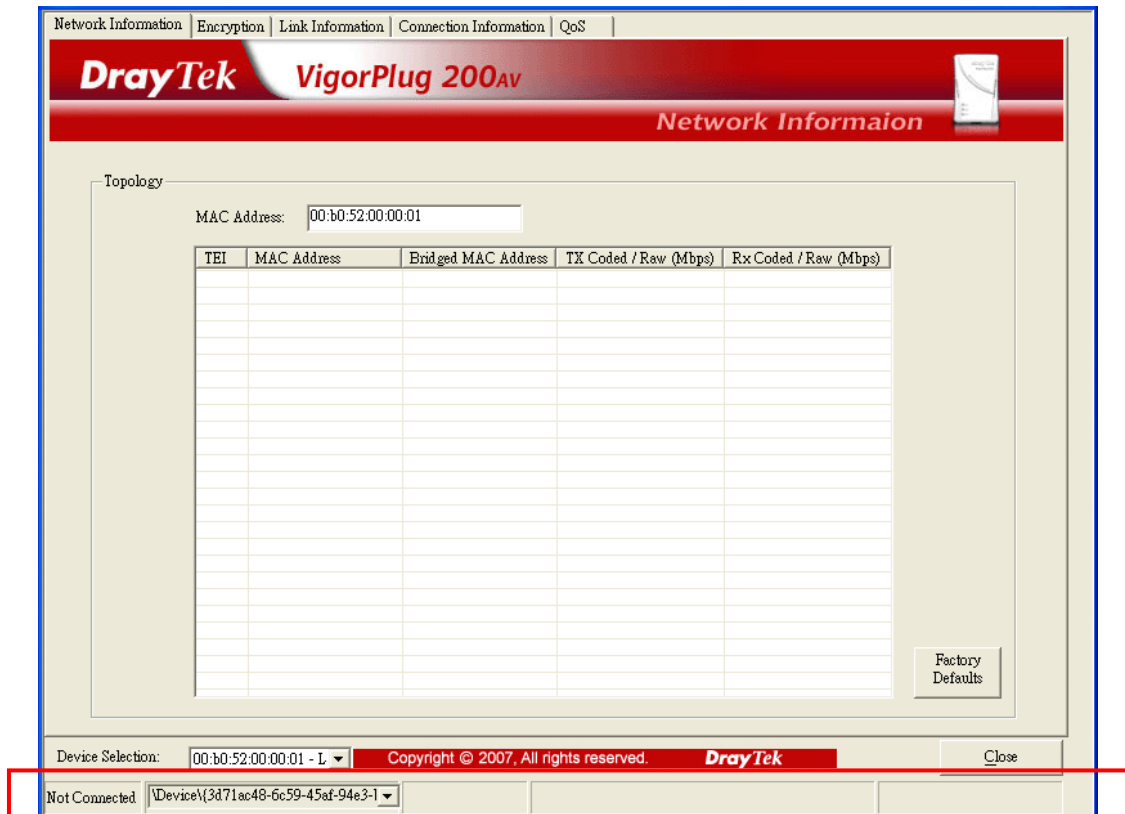 Network Information Encryption Link Information Connection Information QoS
DrayTek VigorPlug 200AV
Network Informaion
Topology
MAC Address: 00:b0:52:00:00:01
TEI MAC Address Bridged MAC Address TX Coded / Raw (Mbps) Rx Coded / Raw (Mbps)
Factory
Defaults
Device Selection: 00:b0:52:00:00:01 - L Copyright © 2007, All rights reserved. DrayTek Close
Not Connected \Device\{3d71ac48-6c59-45af-94e3-1